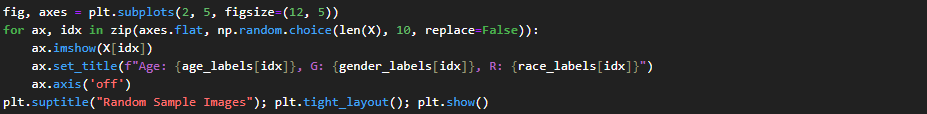 fig, axes = plt.subplots(2, 5, figsize=(12, 5))
for ax, idx in zip(axes.flat, np.random.choice(len(X), 10, replace=False)):
    ax.imshow(X[idx])
    ax.set_title(f"Age: {age_labels[idx]}, G: {gender_labels[idx]}, R: {race_labels[idx]}")
    ax.axis('off')
plt.suptitle("Random Sample Images"); plt.tight_layout(); plt.show()